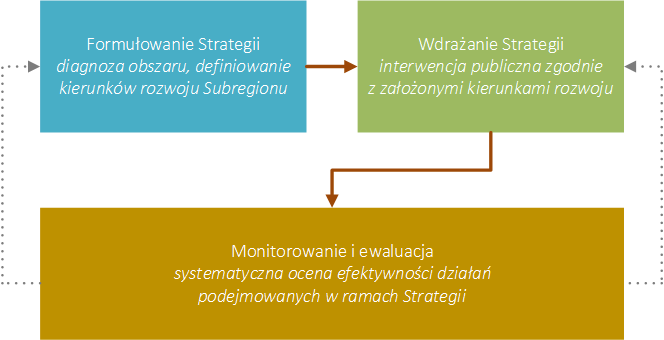 Formułowanie Strategii
diagnoza obszaru, definiowanie
kierunków rozwoju Subregionu
Wdrażanie Strategii
interwencja publiczna zgodnie
z założonymi kierunkami rozwoju
Monitorowanie i ewaluacja
systematyczna ocena efektywności działań
podejmowanych w ramach Strategii